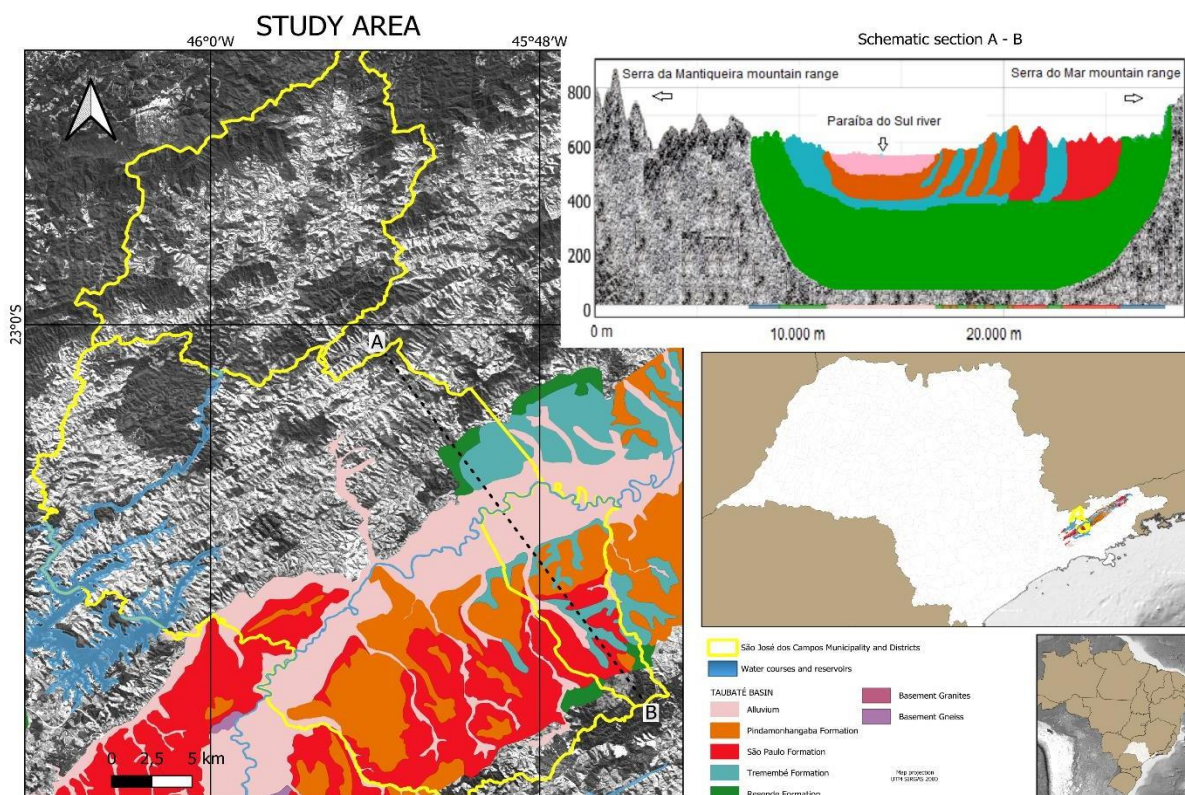 STUDY AREA
46°0'W
45°48'W
23°0'S
A
B
0 2,5 5 km
Schematic section A - B
Serra da Mantiqueira mountain range
Serra do Mar mountain range
Paraíba do Sul river
800
600
400
200
0
0 m
10.000 m
20.000 m
São José dos Campos Municipality and Districts
Water courses and reservoirs
TAUBATÉ BASIN
Alluvium
Pindamonhangaba Formation
São Paulo Formation
Tremembé Formation
Resende Formation
Basement Granites
Basement Gneiss
Map projection
UTM SIRGAS 2000